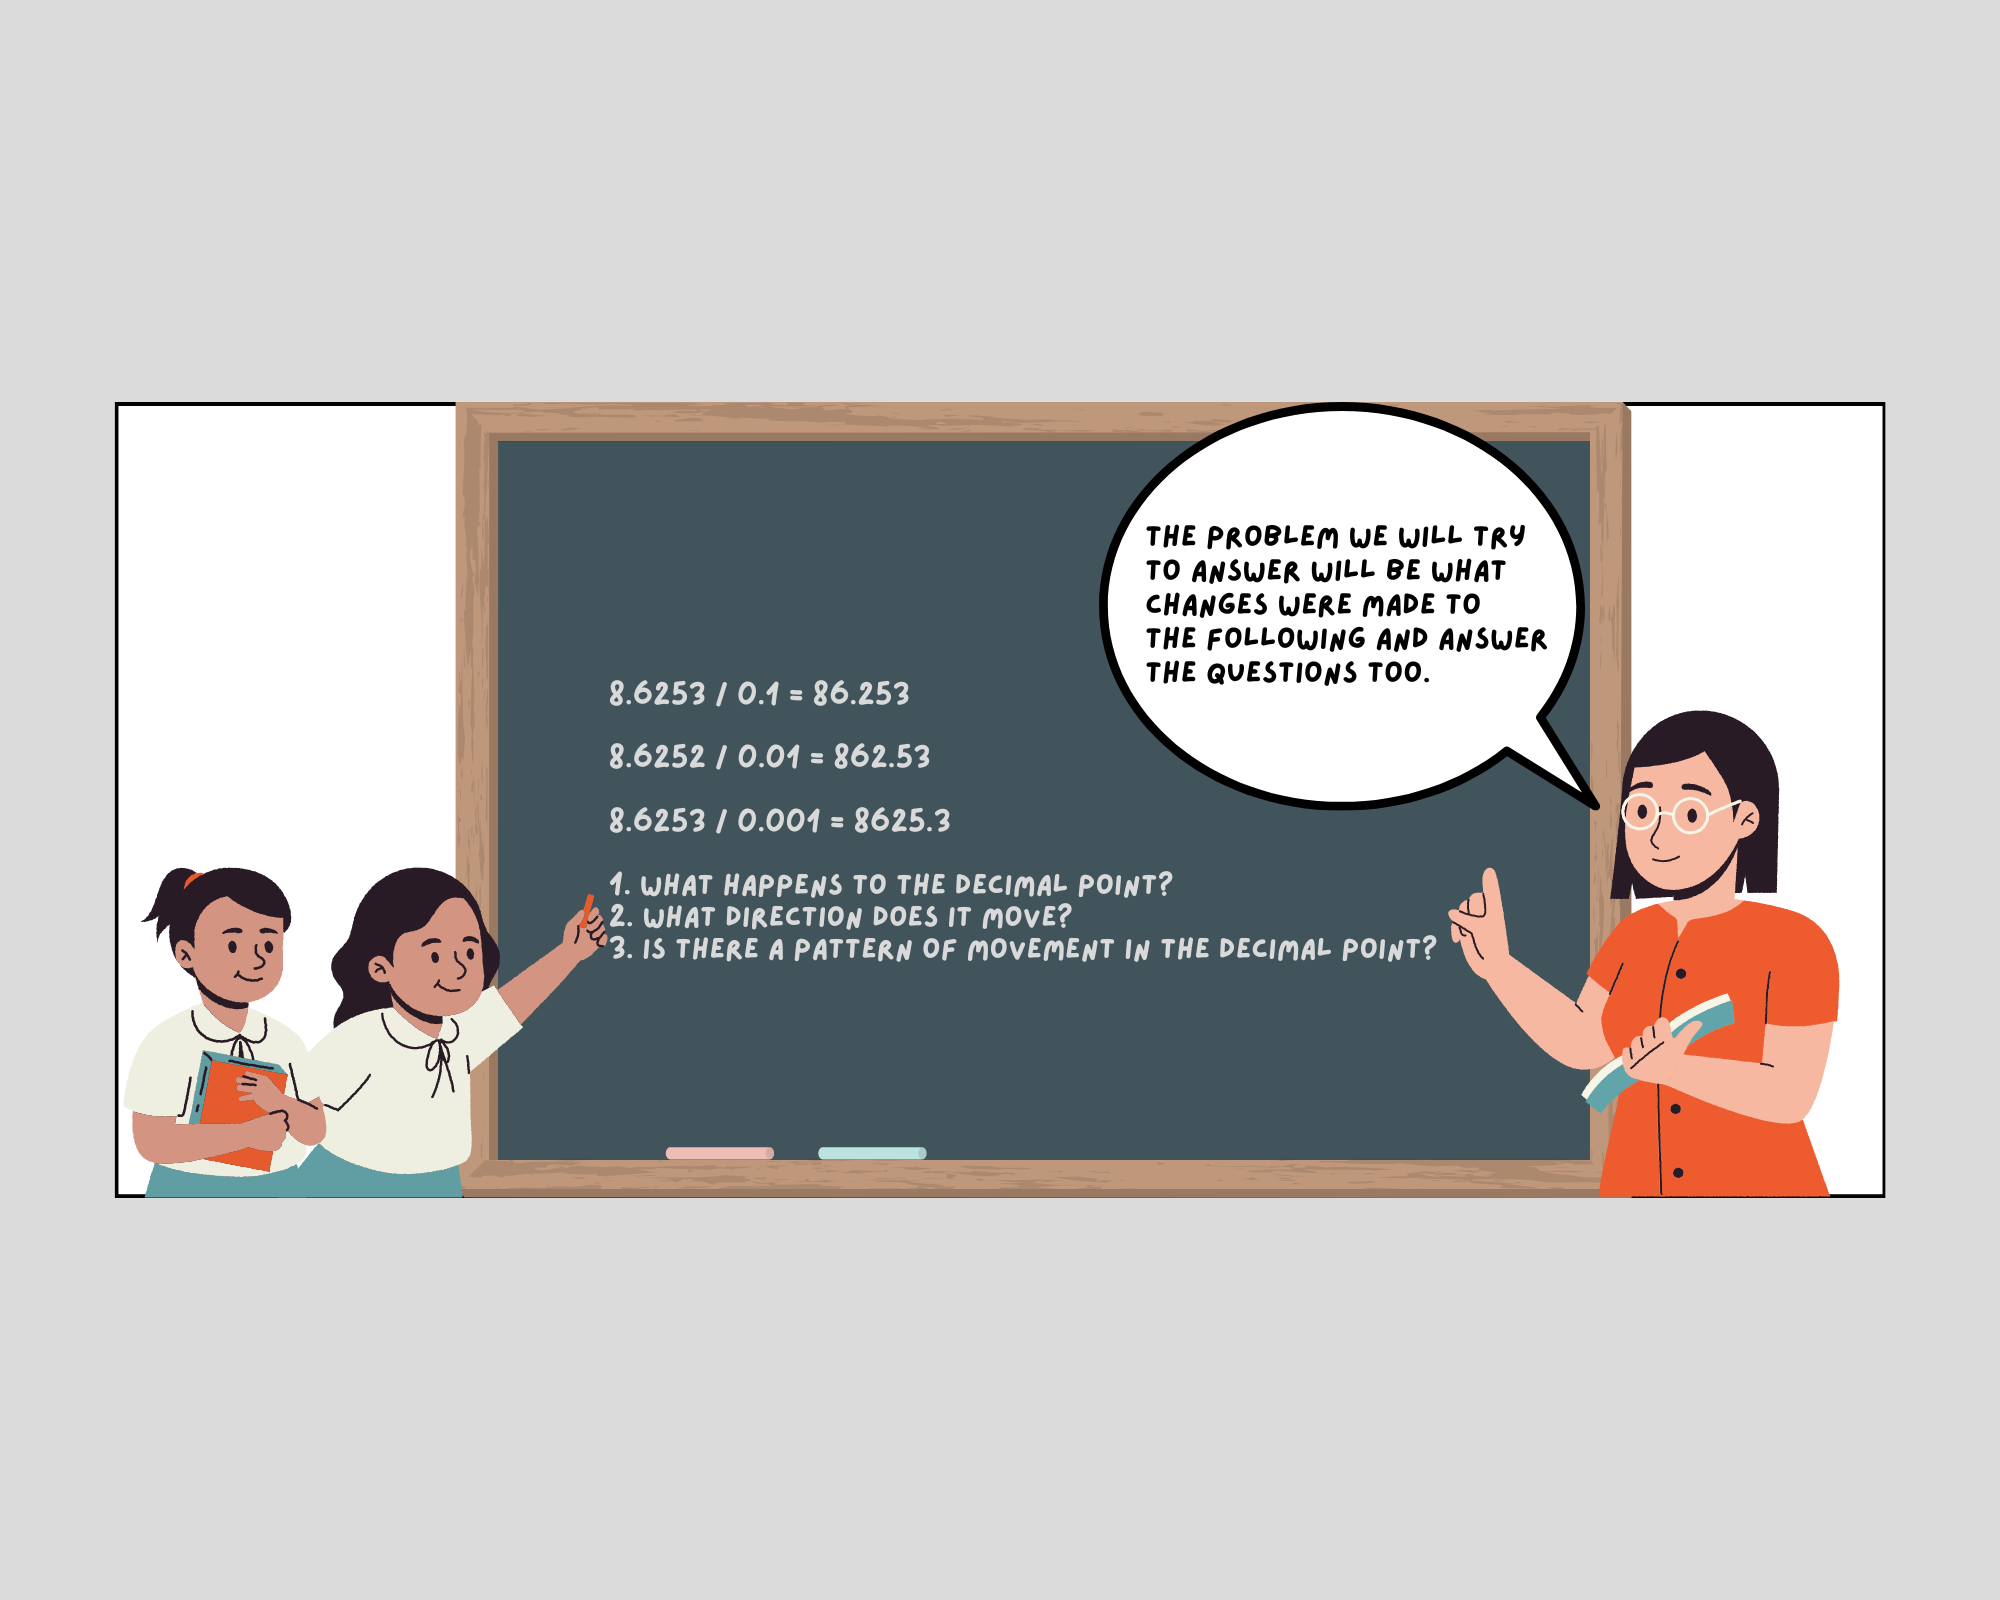 THE PROBLEM WE WILL TRY
TO ANSWER WILL BE WHAT
CHANGES WERE MADE TO
THE FOLLOWING AND ANSWER
THE QUESTIONS TOO.
8.6253 / 0.1 = 86.253
8.6252 / 0.01 = 862.53
8.6253 / 0.001 = 8625.3
1. WHAT HAPPENS TO THE DECIMAL POINT?
2. WHAT DIRECTION DOES IT MOVE?
3. IS THERE A PATTERN OF MOVEMENT IN THE DECIMAL POINT?